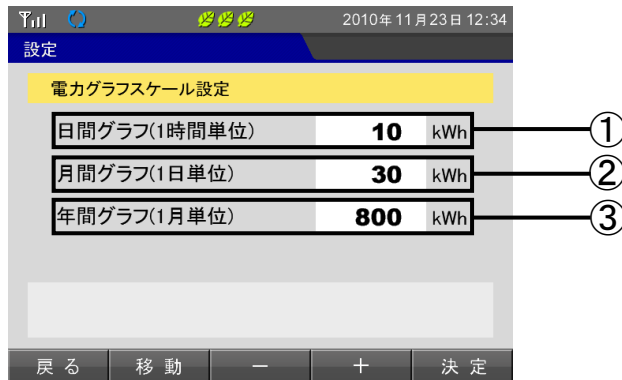 2010年11月23日 12:34
設定
電力グラフスケール設定
日間グラフ(1時間単位) 10 kWh ①
月間グラフ(1日単位) 30 kWh ②
年間グラフ(1月単位) 800 kWh ③
戻る 移動 － ＋ 決定